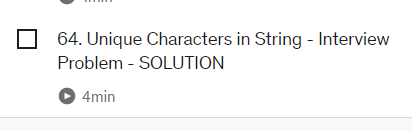 64. Unique Characters in String - Interview
Problem - SOLUTION
4min